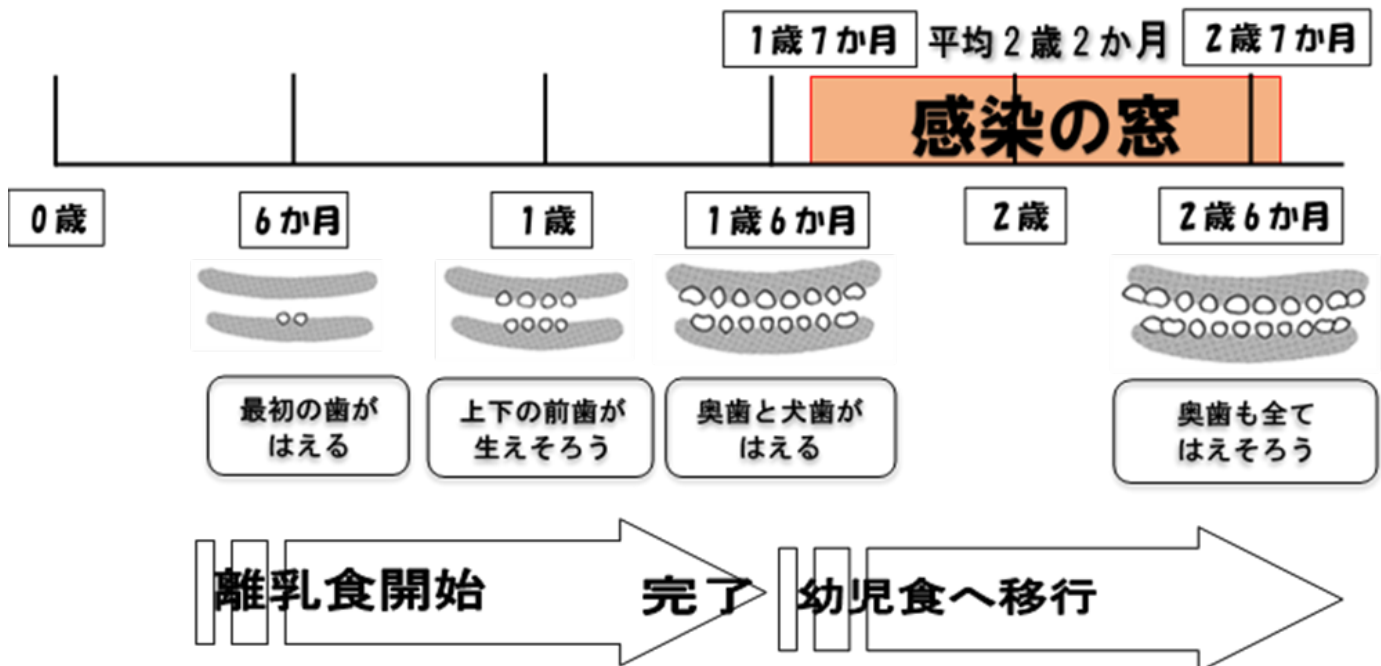 1歳7か月 平均2歳2か月 2歳7か月
感染の窓
0歳 6か月 1歳 1歳6か月 2歳 2歳6か月
最初の歯が
はえる
上下の前歯が
生えそろう
奥歯と犬歯が
はえる
奥歯も全て
はえそろう
離乳食開始 完了 幼児食へ移行